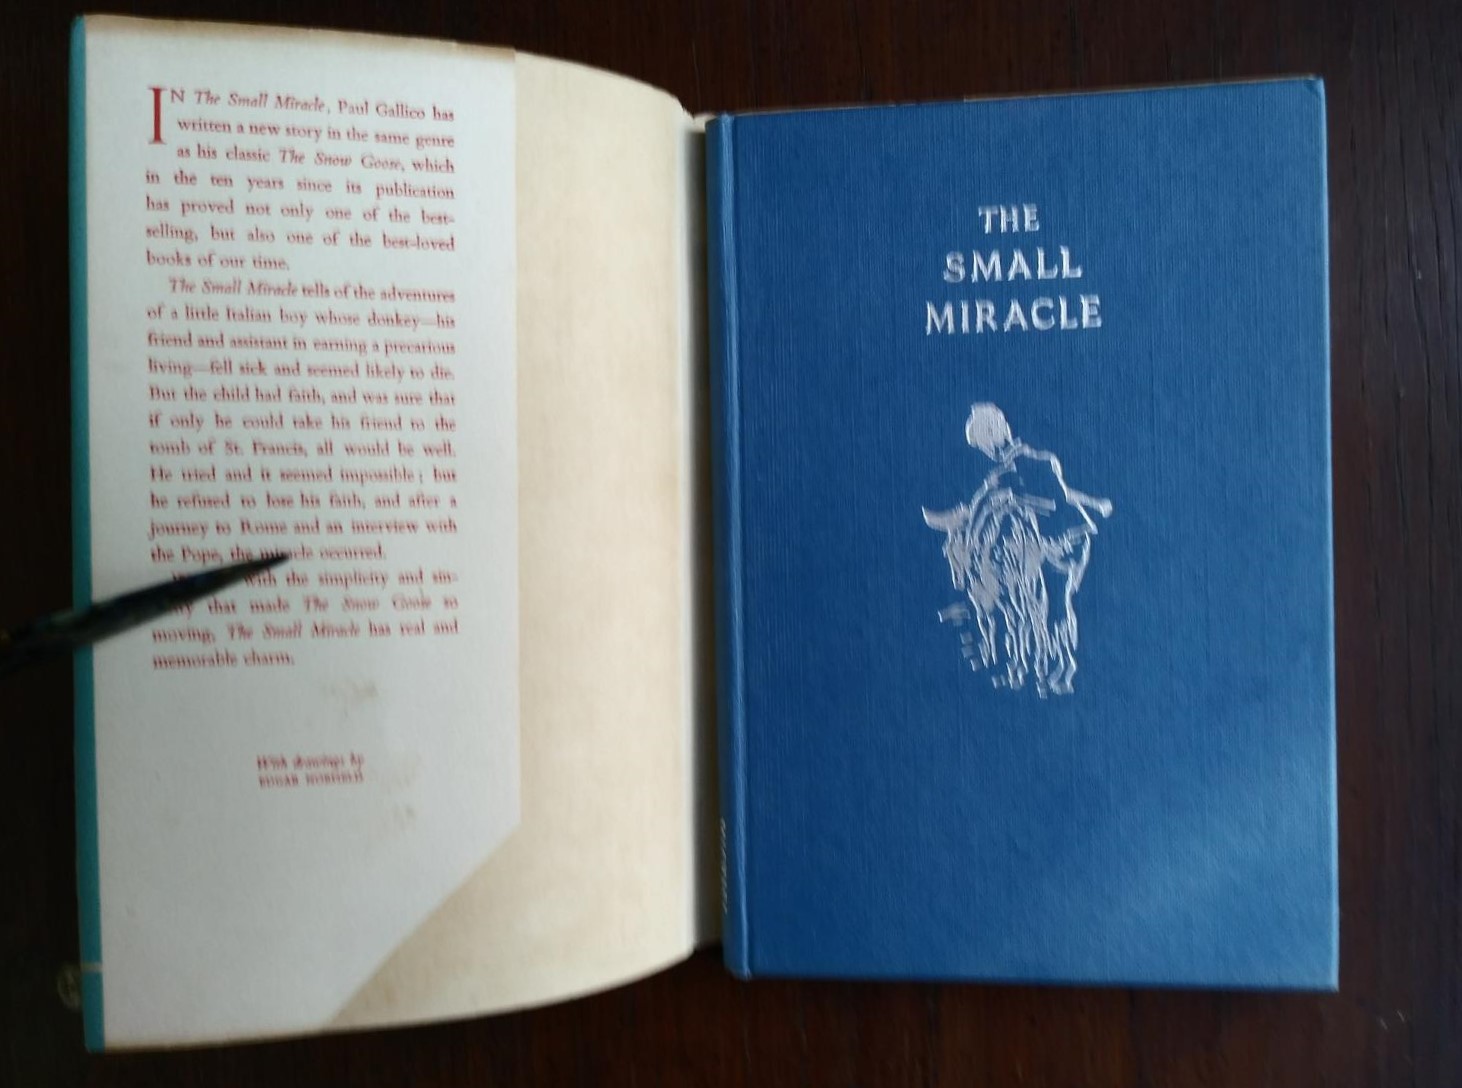 IN The Small Miracle, Paul Gallico has
written a new story in the same genre
as his classic The Snow Goose, which
in the ten years since its publication
has proved not only one of the best-
selling, but also one of the best-loved
books of our time.
The Small Miracle tells of the adventures
of a little Italian boy whose donkey—his
friend and assistant in earning a precarious
living—fell sick and seemed likely to die.
But the child had faith, and was sure that
if only he could take his friend to the
tomb of St. Francis, all would be well.
He tried and it seemed impossible; but
he refused to lose his faith, and after a
journey to Rome and an interview with
the Pope, the miracle occurred.
with the simplicity and sin-
that made The Snow Goose so
moving, The Small Miracle has real and
memorable charm.
With drawings by
EDGAR NORFIELD
THE
SMALL
MIRACLE